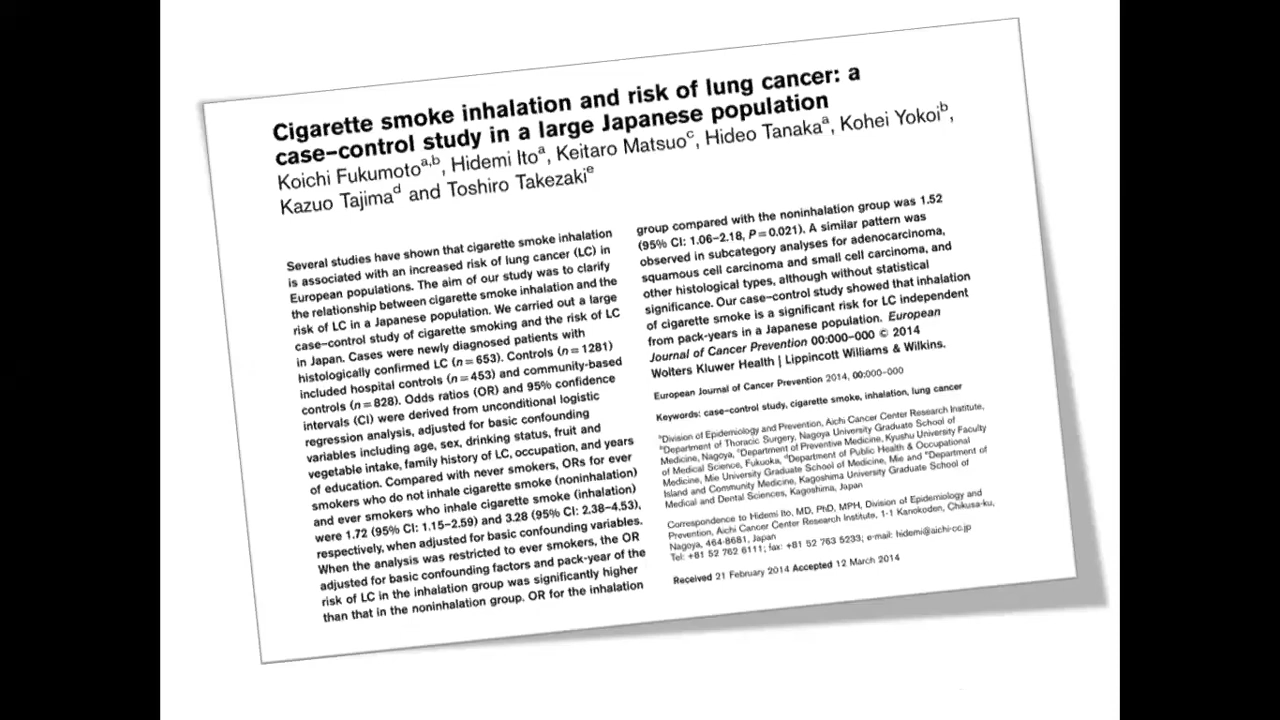 Cigarette smoke inhalation and risk of lung cancer: a
case–control study in a large Japanese population
Koichi Fukumotoa,b, Hidemi Itoa, Keitaro Matsuoc, Hideo Tanakaa, Kohei Yokoib,
Kazuo Tajimad and Toshiro Takezakie
Several studies have shown that cigarette smoke inhalation
is associated with an increased risk of lung cancer (LC) in
European populations. The aim of our study was to clarify
the relationship between cigarette smoke inhalation and the
risk of LC in a Japanese population. We carried out a large
case–control study of cigarette smoking and the risk of LC
in Japan. Cases were newly diagnosed patients with
histologically confirmed LC (n = 653). Controls (n = 1281)
included hospital controls (n = 453) and community-based
controls (n = 828). Odds ratios (OR) and 95% confidence
intervals (CI) were derived from unconditional logistic
regression analysis, adjusted for basic confounding
variables including age, sex, drinking status, fruit and
vegetable intake, family history of LC, occupation, and years
of education. Compared with never smokers, ORs for ever
smokers who do not inhale cigarette smoke (noninhalation)
and ever smokers who inhale cigarette smoke (inhalation)
were 1.72 (95% CI: 1.15–2.59) and 3.28 (95% CI: 2.38–4.53),
respectively, when adjusted for basic confounding variables.
When the analysis was restricted to ever smokers, the OR
adjusted for basic confounding factors and pack-year of the
risk of LC in the inhalation group was significantly higher
than that in the noninhalation group. OR for the inhalation
group compared with the noninhalation group was 1.52
(95% CI: 1.06–2.18, P = 0.021). A similar pattern was
observed in subcategory analyses for adenocarcinoma,
squamous cell carcinoma and small cell carcinoma, and
other histological types, although without statistical
significance. Our case–control study showed that inhalation
of cigarette smoke is a significant risk for LC independent
from pack-years in a Japanese population. European
Journal of Cancer Prevention 00:000–000 © 2014
Wolters Kluwer Health | Lippincott Williams & Wilkins.
European Journal of Cancer Prevention 2014, 00:000–000
Keywords: case–control study, cigarette smoke, inhalation, lung cancer
aDivision of Epidemiology and Prevention, Aichi Cancer Center Research Institute,
bDepartment of Thoracic Surgery, Nagoya University Graduate School of
Medicine, Nagoya, cDepartment of Preventive Medicine, Kyushu University Faculty
of Medical Science, Fukuoka, dDepartment of Public Health & Occupational
Medicine, Mie University Graduate School of Medicine, Mie and eDepartment of
Island and Community Medicine, Kagoshima University Graduate School of
Medical and Dental Sciences, Kagoshima, Japan
Correspondence to Hidemi Ito, MD, PhD, MPH, Division of Epidemiology and
Prevention, Aichi Cancer Center Research Institute, 1-1 Kanokoden, Chikusa-ku,
Nagoya, 464-8681, Japan
Tel: +81 52 762 6111; fax: +81 52 763 5233; e-mail: hidemi@aichi-cc.jp
Received 21 February 2014 Accepted 12 March 2014